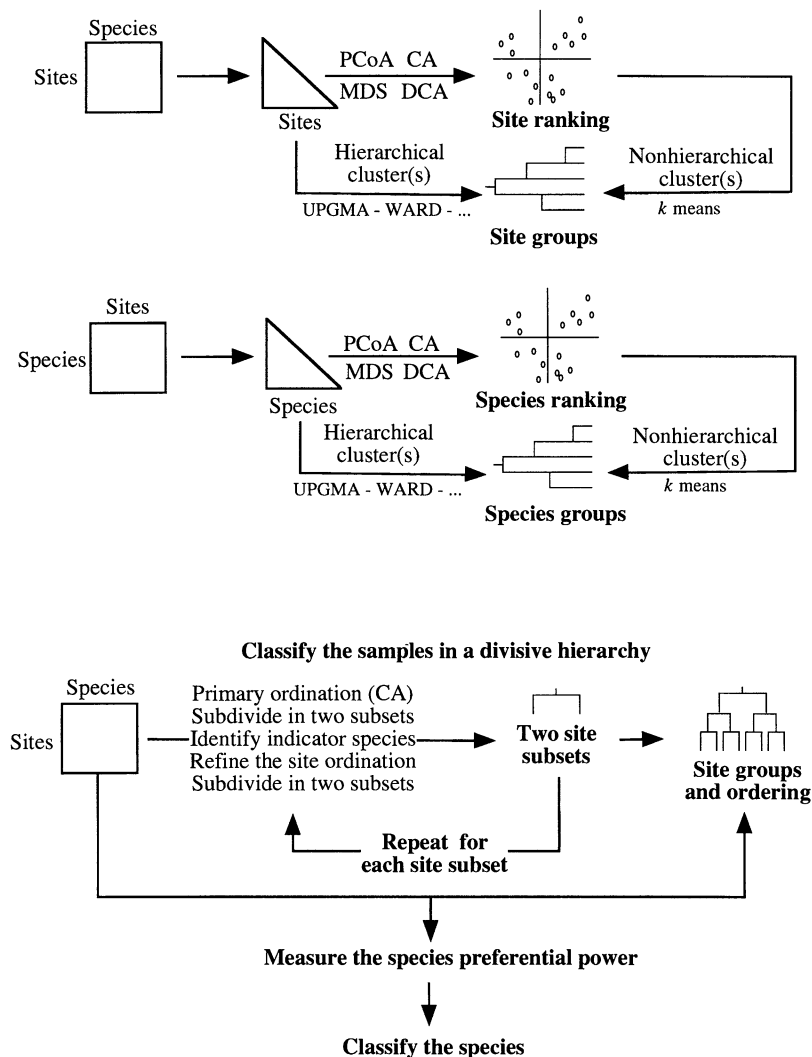 Species
Sites
PCoA CA
MDS DCA
Sites
Site ranking
Hierarchical
cluster(s)
UPGMA - WARD - ...
Nonhierarchical
cluster(s)
k means
Site groups
Sites
Species
PCoA CA
MDS DCA
Species
Species ranking
Hierarchical
cluster(s)
UPGMA - WARD - ...
Nonhierarchical
cluster(s)
k means
Species groups
Classify the samples in a divisive hierarchy
Species
Sites
Primary ordination (CA)
Subdivide in two subsets
Identify indicator species
Refine the site ordination
Subdivide in two subsets
Two site
subsets
Site groups
and ordering
Repeat for
each site subset
Measure the species preferential power
Classify the species